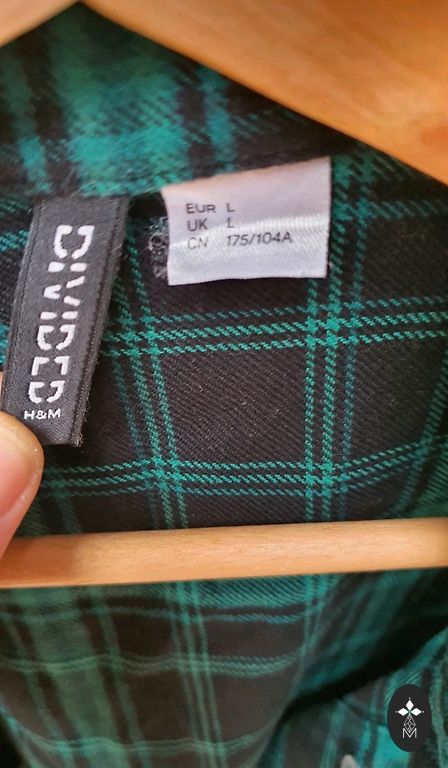 DIVIDED
H&M
EUR L
UK L
CN 175/104A